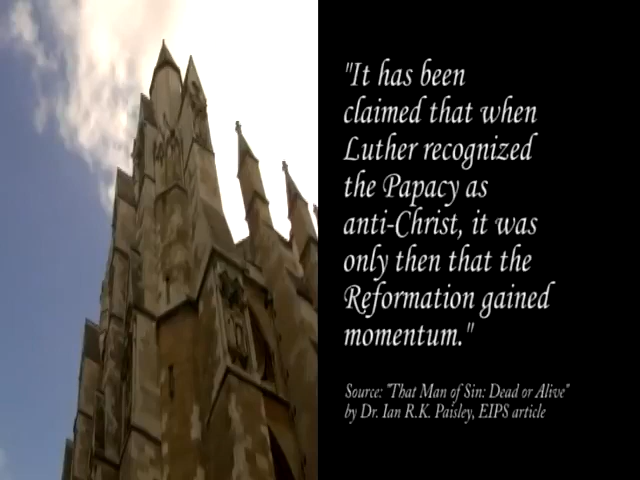 "It has been
claimed that when
Luther recognized
the Papacy as
anti-Christ, it was
only then that the
Reformation gained
momentum."
Source: "That Man of Sin: Dead or Alive"
by Dr. Ian R.K. Paisley, EIPS article